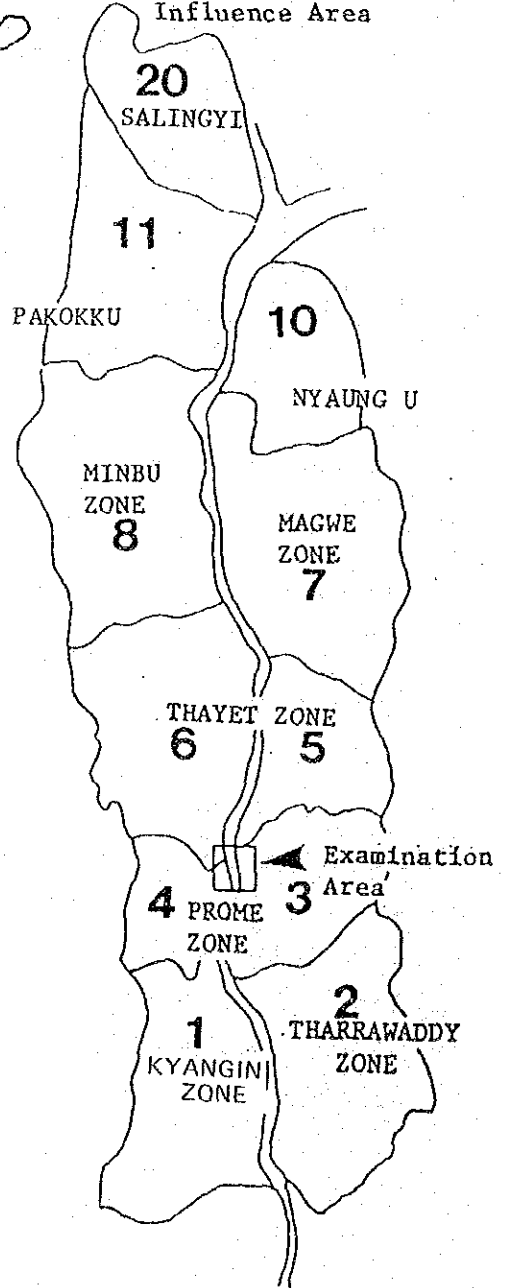 Influence Area
20
SALINGYI
11
PAKOKKU
10
NYAUNG U
MINBU
ZONE
8
MAGWE
ZONE
7
THAYET ZONE
6
5
Examination
Area
3
4 PROME
ZONE
2
THARRAWADDY
ZONE
1
KYANGIN
ZONE